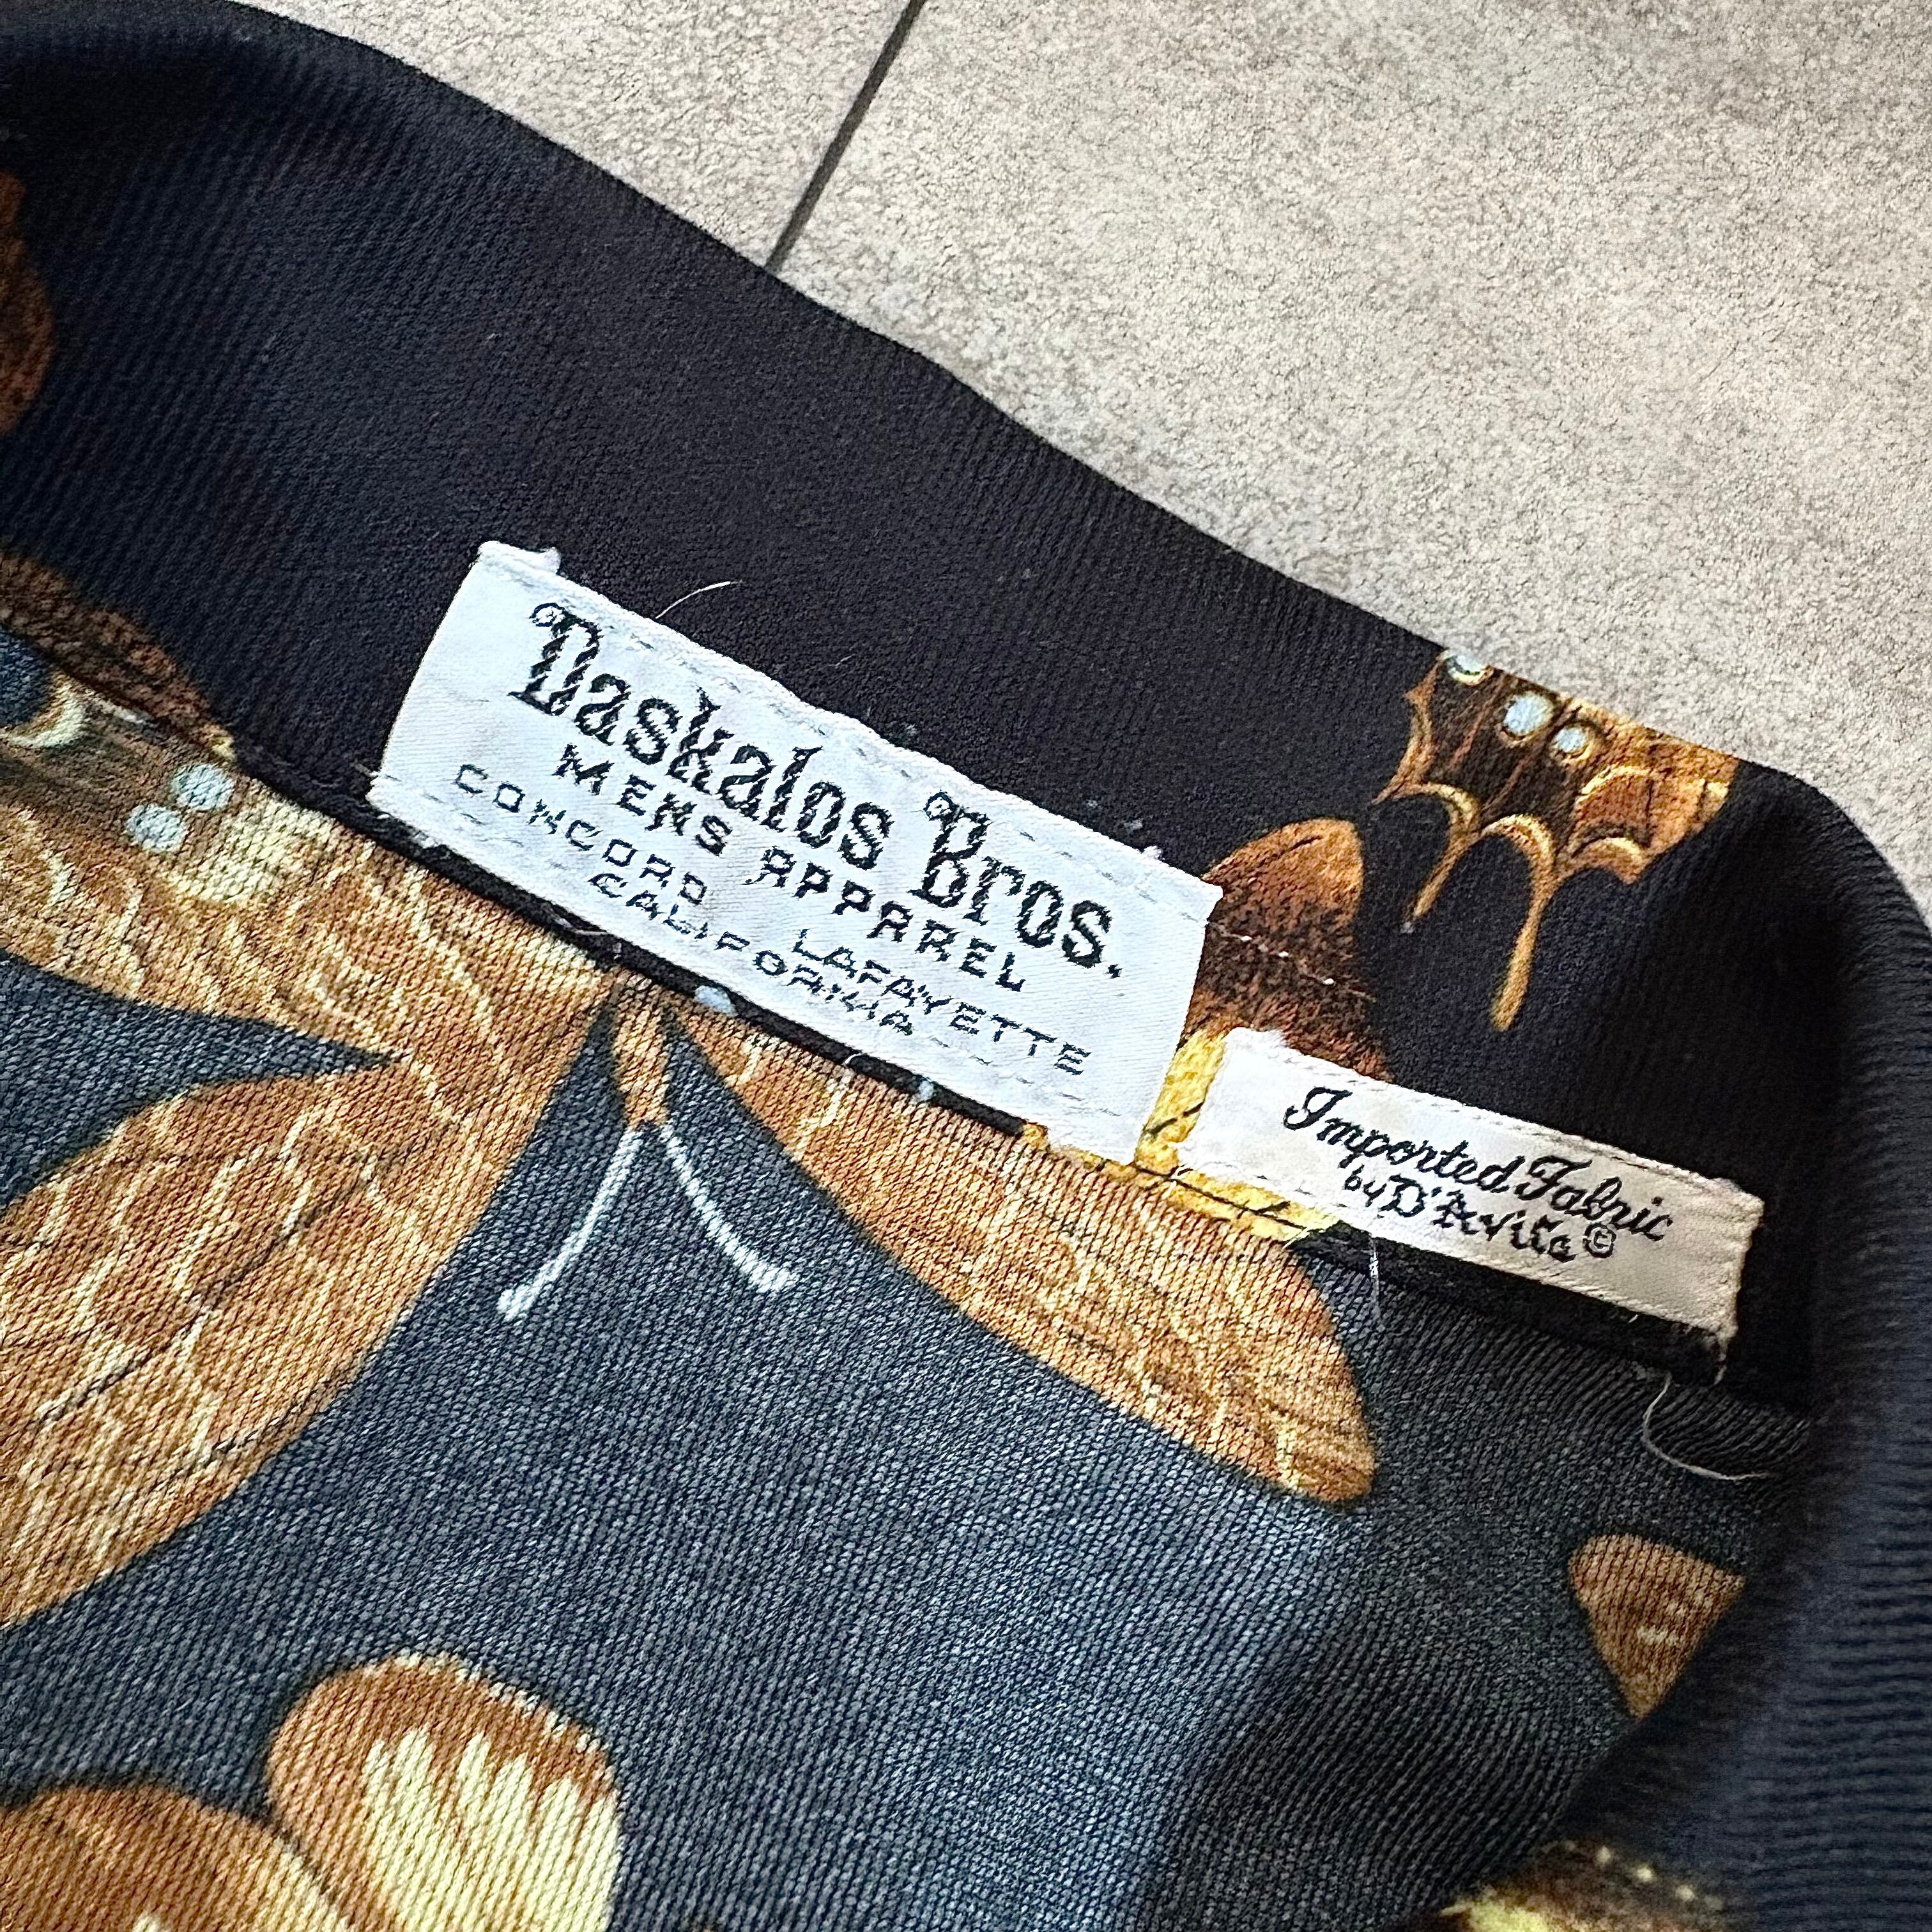 Daskalos Bros.
MENS APPAREL
CONCORD LAFAYETTE
CALIFORNIA
Imported Fabric
by D'Avila©